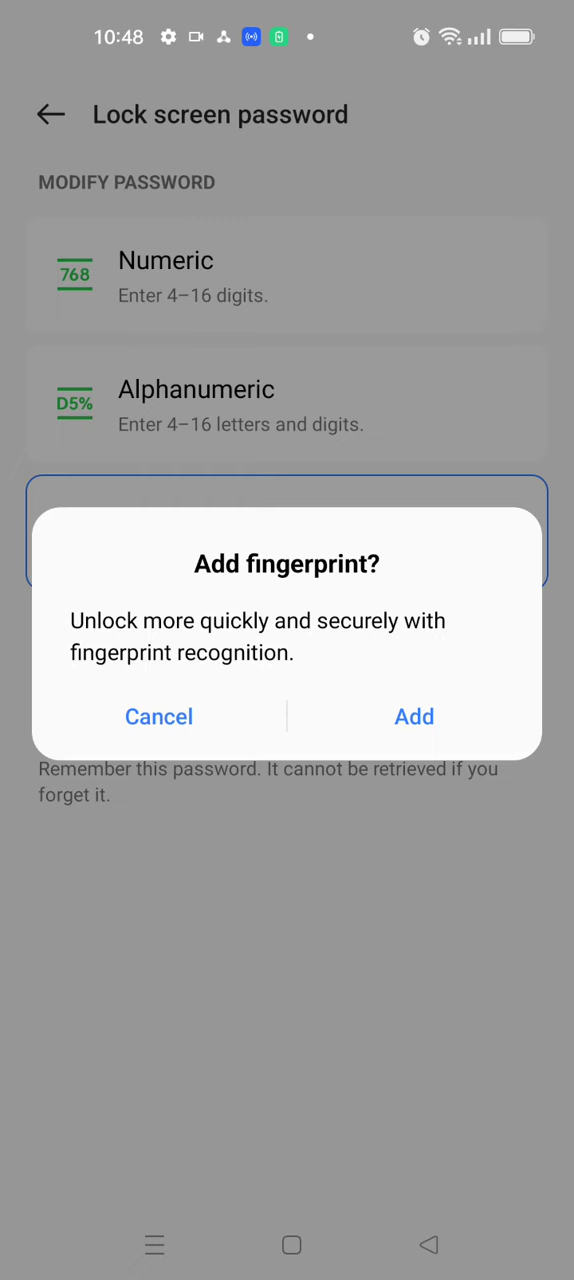 10:48
Lock screen password
MODIFY PASSWORD
768
Numeric
Enter 4–16 digits.
D5%
Alphanumeric
Enter 4–16 letters and digits.
Add fingerprint?
Unlock more quickly and securely with
fingerprint recognition.
Cancel
Add
Remember this password. It cannot be retrieved if you
forget it.